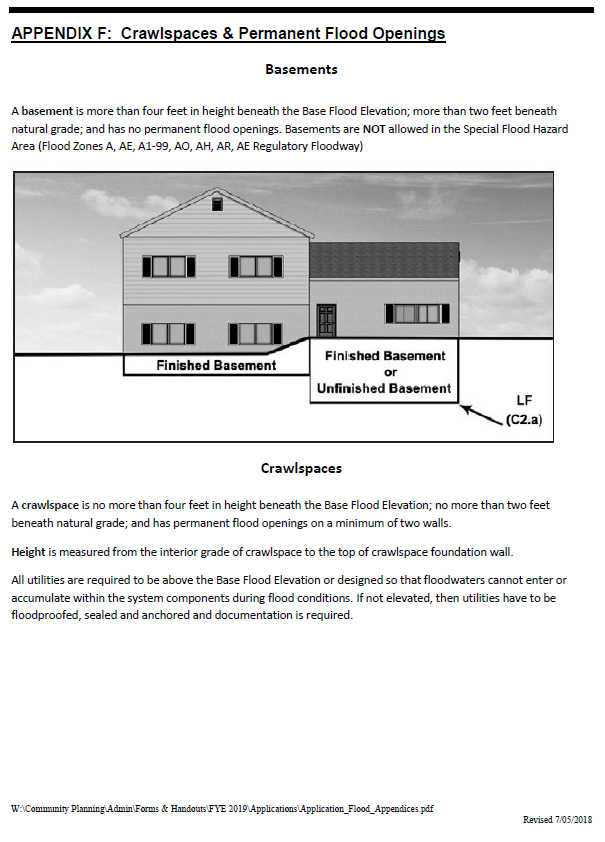 APPENDIX F: Crawlspaces & Permanent Flood Openings
Basements
A basement is more than four feet in height beneath the Base Flood Elevation; more than two feet beneath
natural grade; and has no permanent flood openings. Basements are NOT allowed in the Special Flood Hazard
Area (Flood Zones A, AE, A1-99, AO, AH, AR, AE Regulatory Floodway)
Finished Basement
Finished Basement
or
Unfinished Basement
LF
(C2.a)
Crawlspaces
A crawlspace is no more than four feet in height beneath the Base Flood Elevation; no more than two feet
beneath natural grade; and has permanent flood openings on a minimum of two walls.
Height is measured from the interior grade of crawlspace to the top of crawlspace foundation wall.
All utilities are required to be above the Base Flood Elevation or designed so that floodwaters cannot enter or
accumulate within the system components during flood conditions. If not elevated, then utilities have to be
floodproofed, sealed and anchored and documentation is required.
W:\Community Planning\Admin\Forms & Handouts\FYE 2019\Applications\Application_Flood_Appendices.pdf
Revised 7/05/2018